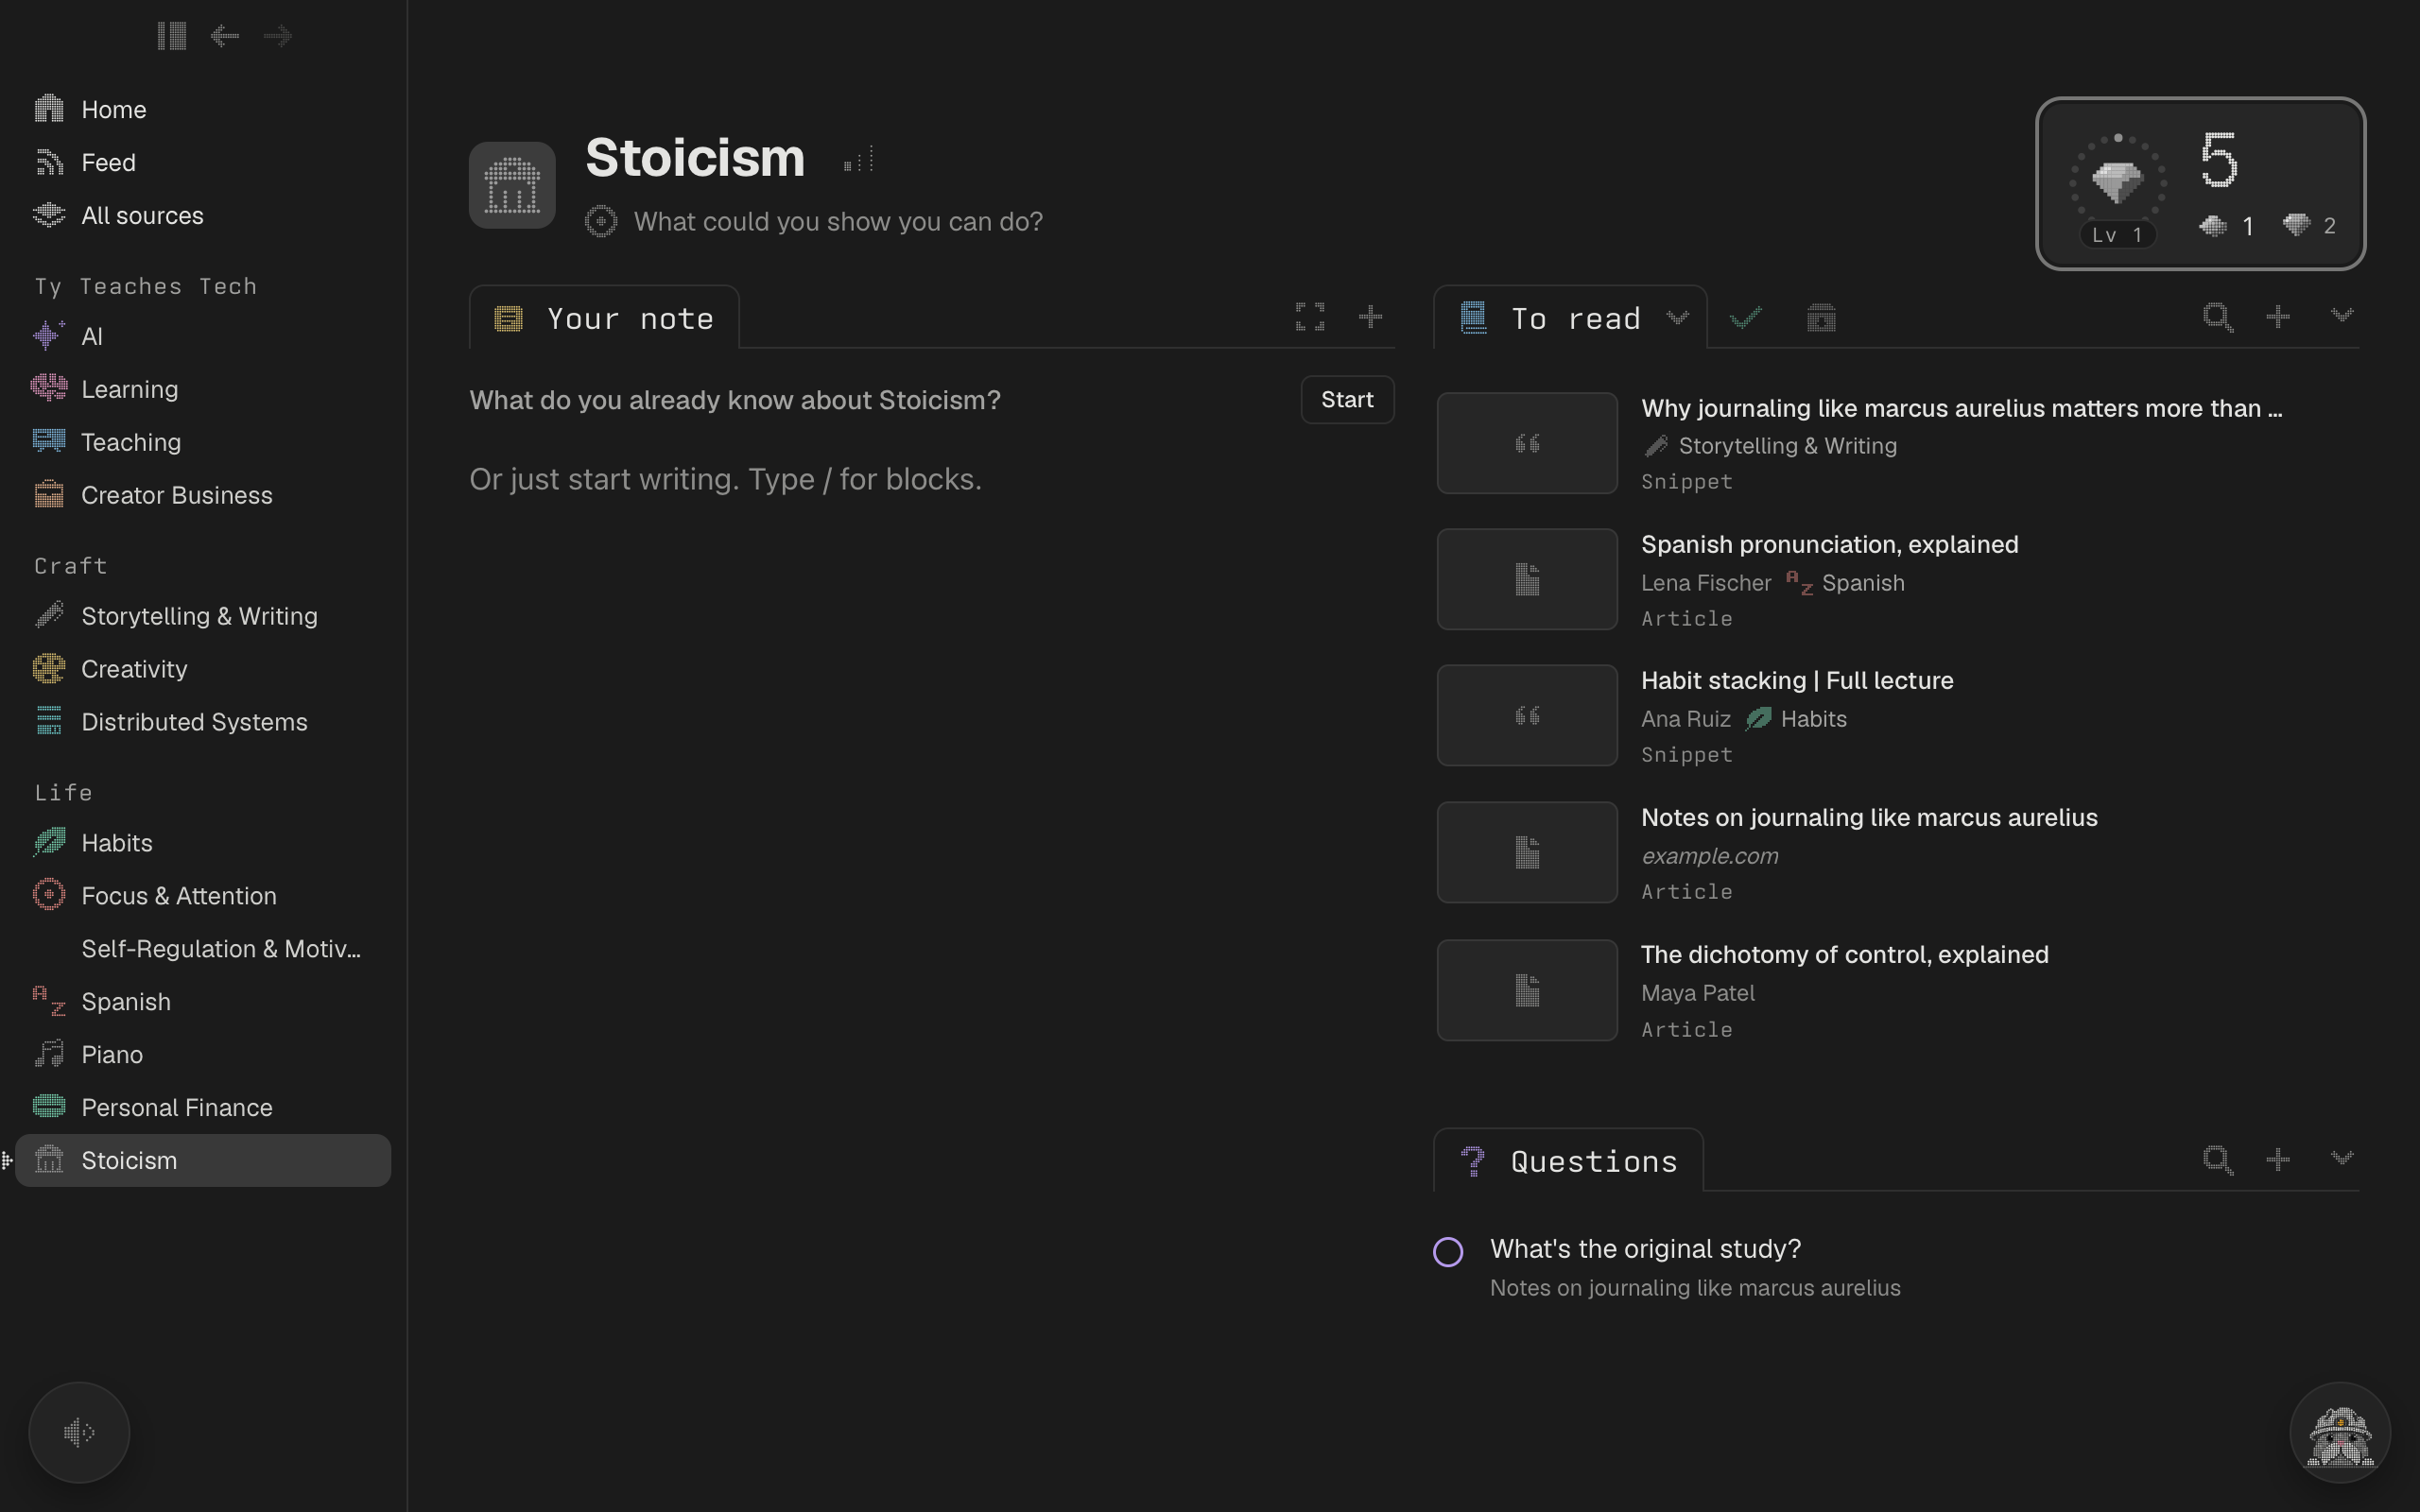 Home
Feed
All sources
Ty Teaches Tech
AI
Learning
Teaching
Creator Business
Craft
Storytelling & Writing
Creativity
Distributed Systems
Life
Habits
Focus & Attention
Self-Regulation & Motiv...
Spanish
Piano
Personal Finance
Stoicism
Stoicism
What could you show you can do?
5
Lv 1
1
2
Your note
What do you already know about Stoicism?
Start
Or just start writing. Type / for blocks.
To read
Why journaling like marcus aurelius matters more than ...
Storytelling & Writing
Snippet
Spanish pronunciation, explained
Lena Fischer Spanish
Article
Habit stacking | Full lecture
Ana Ruiz Habits
Snippet
Notes on journaling like marcus aurelius
example.com
Article
The dichotomy of control, explained
Maya Patel
Article
Questions
What's the original study?
Notes on journaling like marcus aurelius